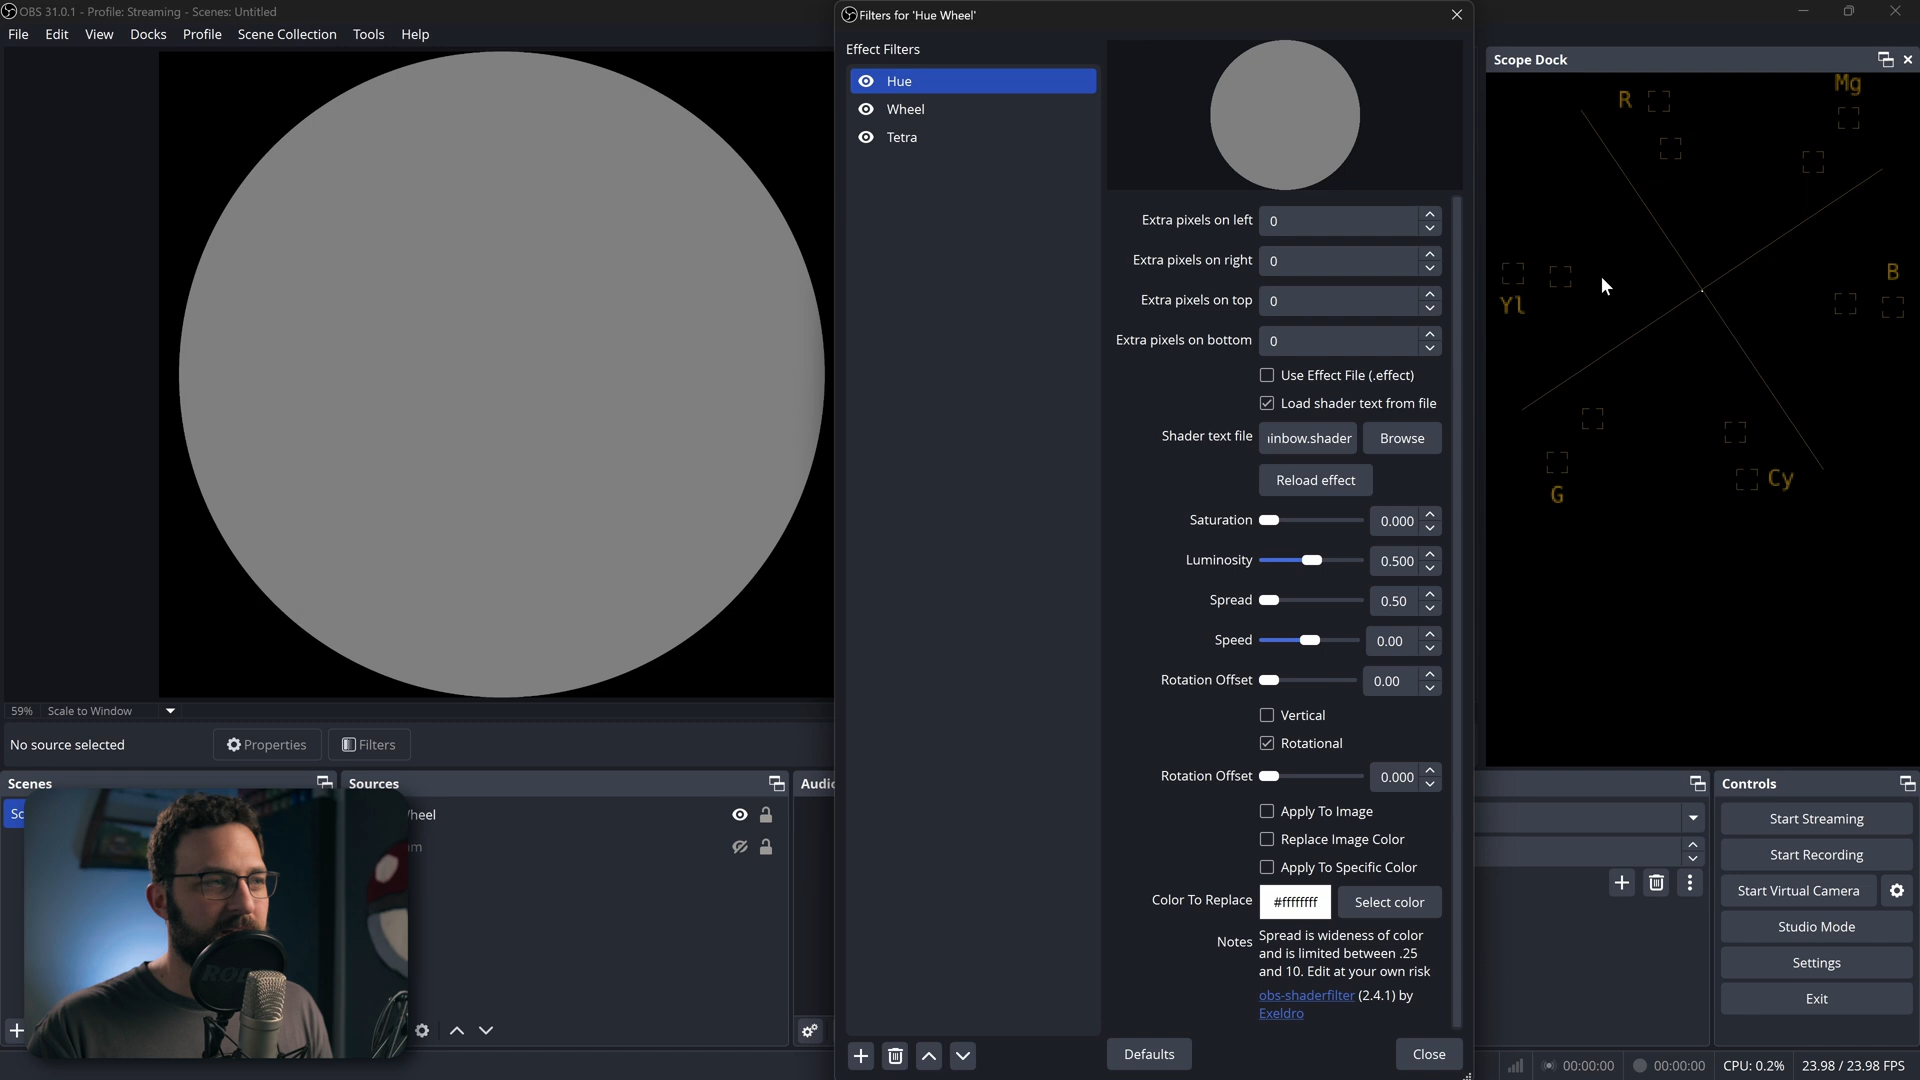 OBS 31.0.1 - Profile: Streaming - Scenes: Untitled
File Edit View Docks Profile Scene Collection Tools Help
59% Scale to Window
No source selected
Properties
Filters
Scenes
Sources
Sc
heel
m
Filters for 'Hue Wheel'
Effect Filters
Hue
Wheel
Tetra
Extra pixels on left 0
Extra pixels on right 0
Extra pixels on top 0
Extra pixels on bottom 0
Use Effect File (.effect)
Load shader text from file
Shader text file inbow.shader Browse
Reload effect
Saturation 0.000
Luminosity 0.500
Spread 0.50
Speed 0.00
Rotation Offset 0.00
Vertical
Rotational
Rotation Offset 0.000
Apply To Image
Replace Image Color
Apply To Specific Color
Color To Replace #ffffffff Select color
Notes Spread is wideness of color
and is limited between .25
and 10. Edit at your own risk
obs-shaderfilter (2.4.1) by
Exeldro
Defaults
Close
Scope Dock
R
Mg
B
Yl
G
Cy
Audio
Controls
Start Streaming
Start Recording
Start Virtual Camera
Studio Mode
Settings
Exit
00:00:00
00:00:00
CPU: 0.2%
23.98 / 23.98 FPS